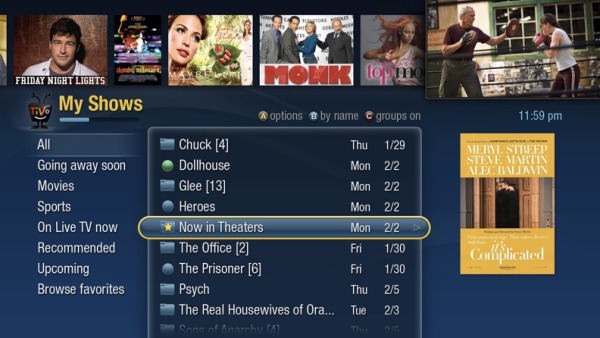 FRIDAY NIGHT LIGHTS
MAYBELLI
MONK
top mo
TiVo
My Shows
A options B by name C groups on
11:59 pm
All
Going away soon
Movies
Sports
On Live TV now
Recommended
Upcoming
Browse favorites
Chuck [4] Thu 1/29
Dollhouse Mon 2/2
Glee [13] Mon 2/2
Heroes Mon 2/2
Now in Theaters Mon 2/2
The Office [2] Fri 1/30
The Prisoner [6] Fri 1/30
Psych Thu 2/5
The Real Housewives of Ora... Tue 2/3
Sons of Anarchy [4] Thu 2/5
MERYL STREEP
STEVE MARTIN
ALEC BALDWIN
it's
Complicated